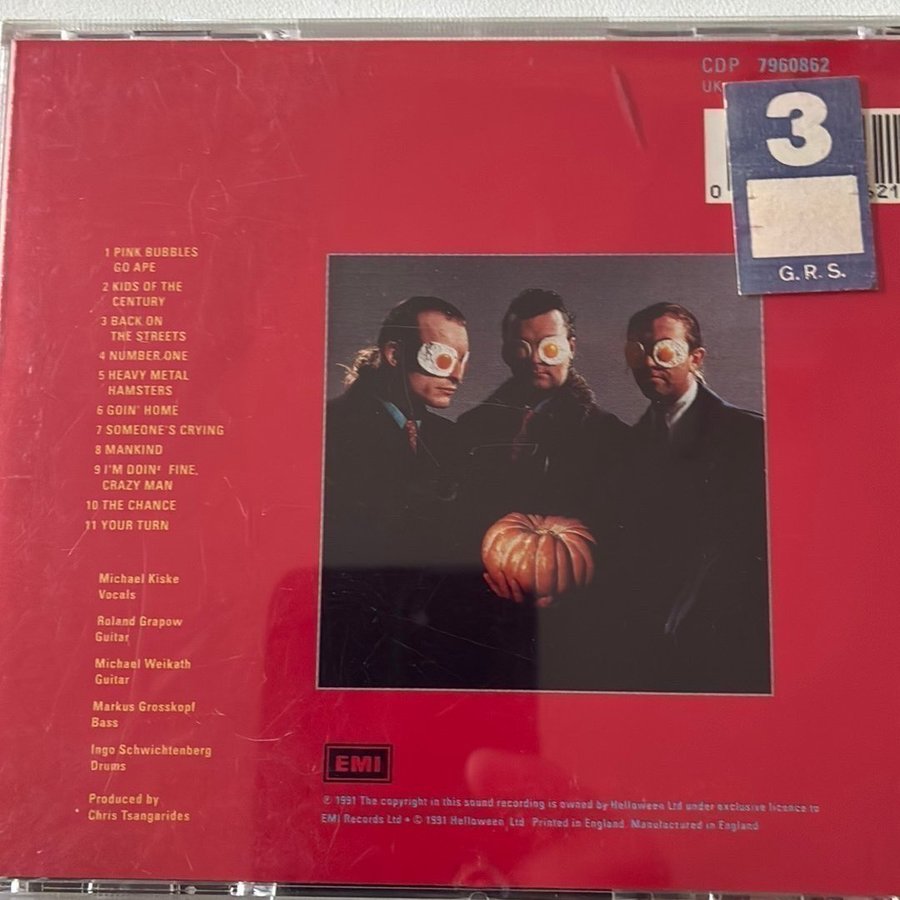 CDP 7960862
UK
3
G.R.S.
0
621
1 PINK BUBBLES
GO APE
2 KIDS OF THE
CENTURY
3 BACK ON
THE STREETS
4 NUMBER ONE
5 HEAVY METAL
HAMSTERS
6 GOIN' HOME
7 SOMEONE'S CRYING
8 MANKIND
9 I'M DOIN' FINE,
CRAZY MAN
10 THE CHANCE
11 YOUR TURN
Michael Kiske
Vocals
Roland Grapow
Guitar
Michael Weikath
Guitar
Markus Grosskopf
Bass
Ingo Schwichtenberg
Drums
Produced by
Chris Tsangarides
EMI
℗ 1991 The copyright in this sound recording is owned by Helloween Ltd under exclusive licence to
EMI Records Ltd • © 1991 Helloween Ltd Printed in England. Manufactured in England